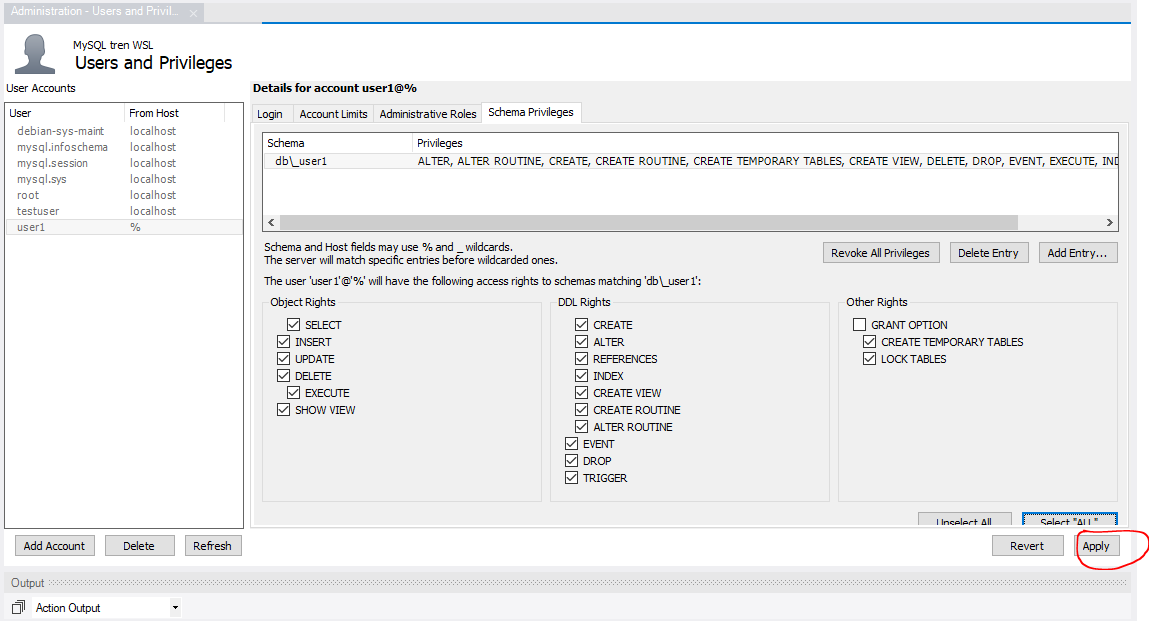 Administration - Users and Privil...
MySQL tren WSL
Users and Privileges
User Accounts
User From Host
debian-sys-maint localhost
mysql.infoschema localhost
mysql.session localhost
mysql.sys localhost
root localhost
testuser localhost
user1 %
Add Account Delete Refresh
Details for account user1@%
Login Account Limits Administrative Roles Schema Privileges
Schema Privileges
db\_user1 ALTER, ALTER ROUTINE, CREATE, CREATE ROUTINE, CREATE TEMPORARY TABLES, CREATE VIEW, DELETE, DROP, EVENT, EXECUTE, IND
Schema and Host fields may use % and _ wildcards.
The server will match specific entries before wildcarded ones.
Revoke All Privileges Delete Entry Add Entry...
The user 'user1'@'%' will have the following access rights to schemas matching 'db\_user1':
Object Rights
SELECT
INSERT
UPDATE
DELETE
EXECUTE
SHOW VIEW
DDL Rights
CREATE
ALTER
REFERENCES
INDEX
CREATE VIEW
CREATE ROUTINE
ALTER ROUTINE
EVENT
DROP
TRIGGER
Other Rights
GRANT OPTION
CREATE TEMPORARY TABLES
LOCK TABLES
Unselect All Select "ALL"
Revert Apply
Output
Action Output